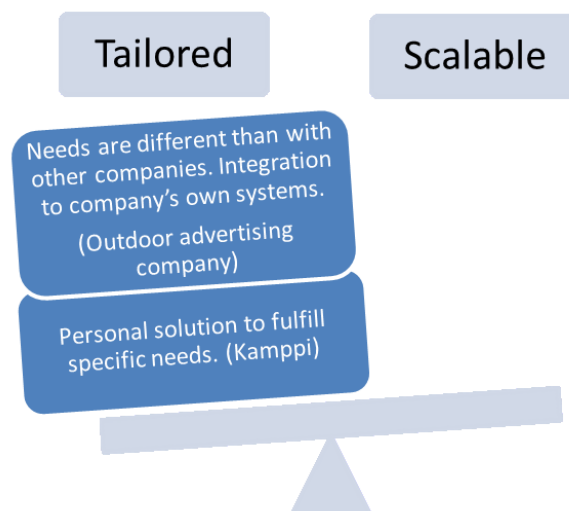 Tailored
Scalable
Needs are different than with
other companies. Integration
to company's own systems.
(Outdoor advertising
company)
Personal solution to fulfill
specific needs. (Kamppi)